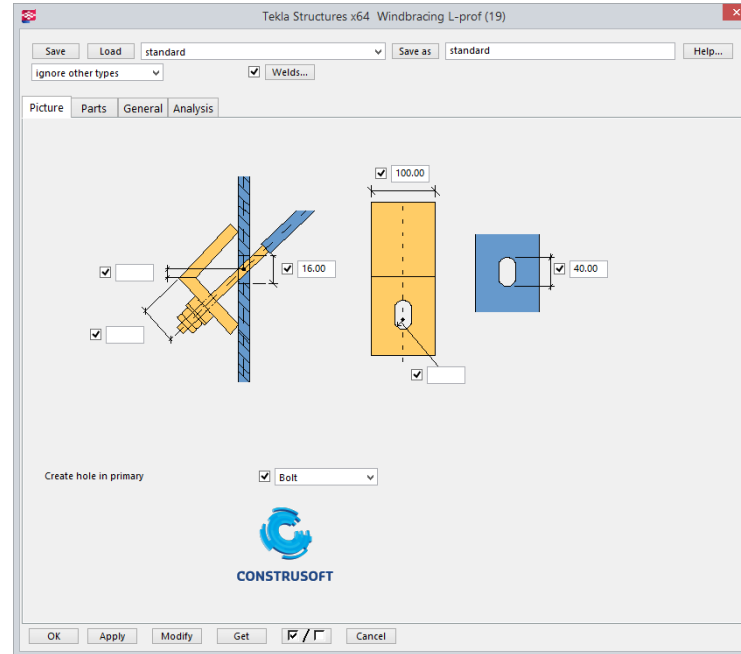 Tekla Structures x64 Windbracing L-prof (19)
x
Save Load standard Save as standard Help...
ignore other types Welds...
Picture Parts General Analysis
100.00
16.00
40.00
Create hole in primary Bolt
CONSTRUSOFT
OK Apply Modify Get / Cancel